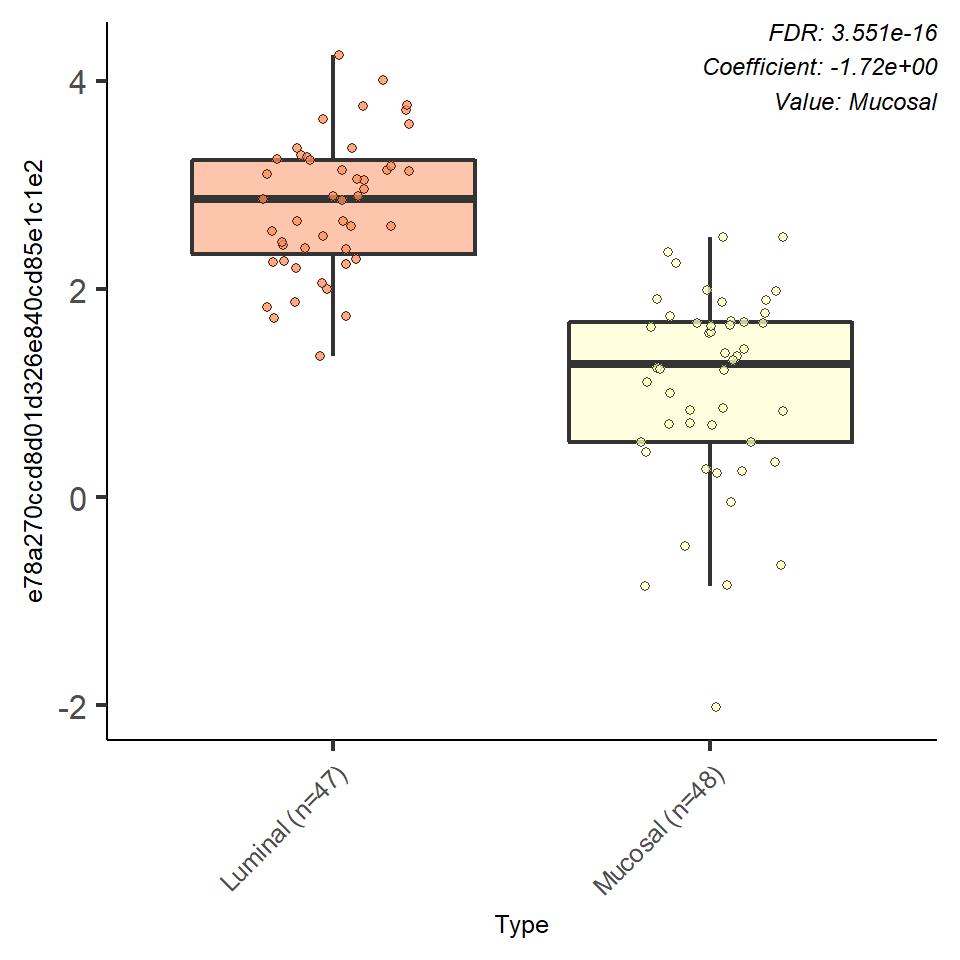 FDR: 3.551e-16
Coefficient: -1.72e+00
Value: Mucosal
4
2
0
-2
e78a270ccd8d01d326e840cd85e1c1e2
Luminal (n=47)
Mucosal (n=48)
Type